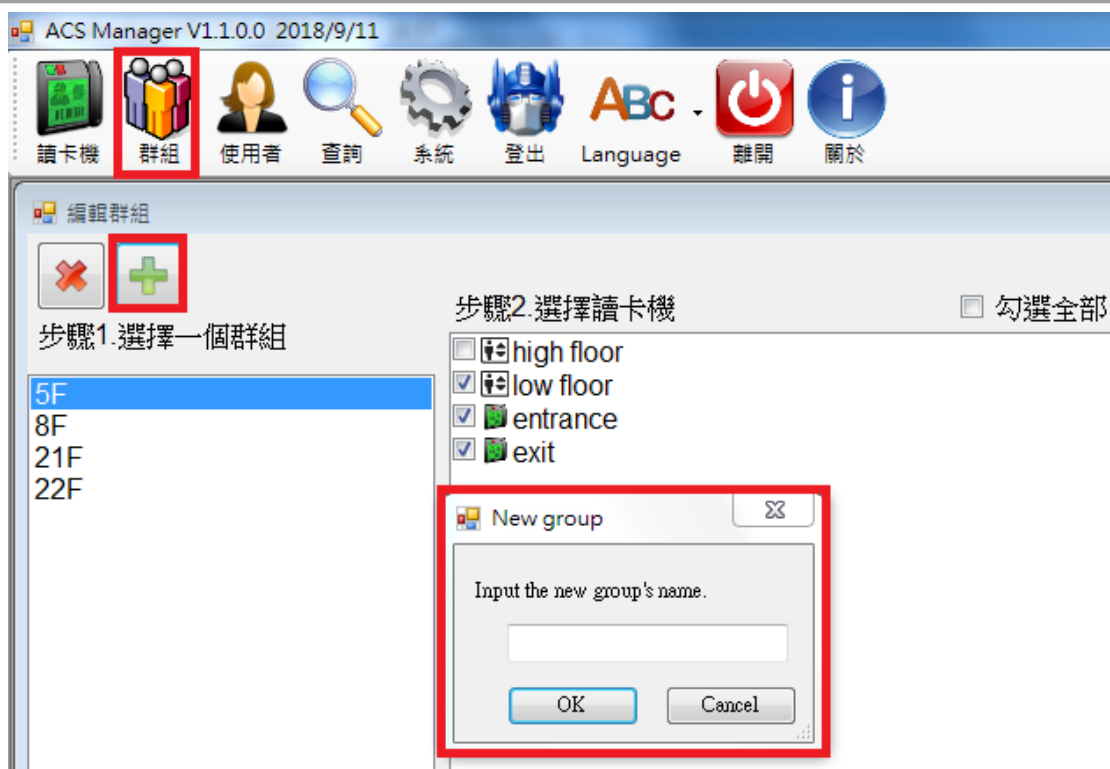 ACS Manager V1.1.0.0 2018/9/11
讀卡機 群組 使用者 查詢 系統 登出 Language 離開 關於
ABC
編輯群組
步驟1.選擇一個群組
5F
8F
21F
22F
步驟2.選擇讀卡機
勾選全部
high floor
low floor
entrance
exit
New group
Input the new group's name.
OK Cancel